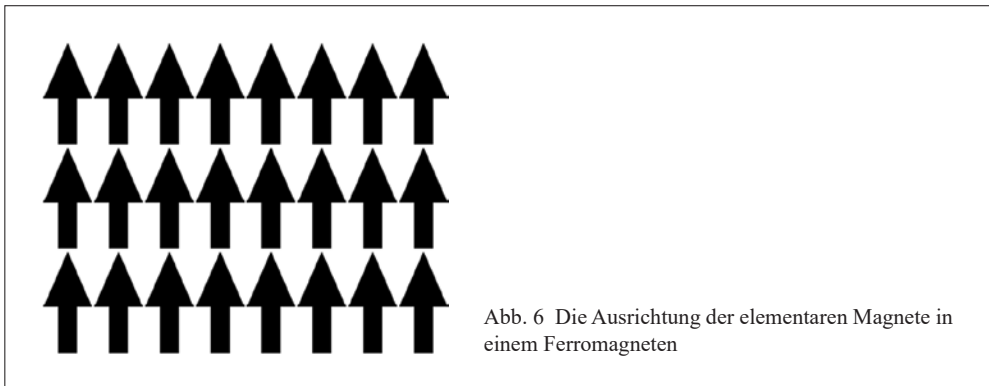 Abb. 6 Die Ausrichtung der elementaren Magnete in
einem Ferromagneten